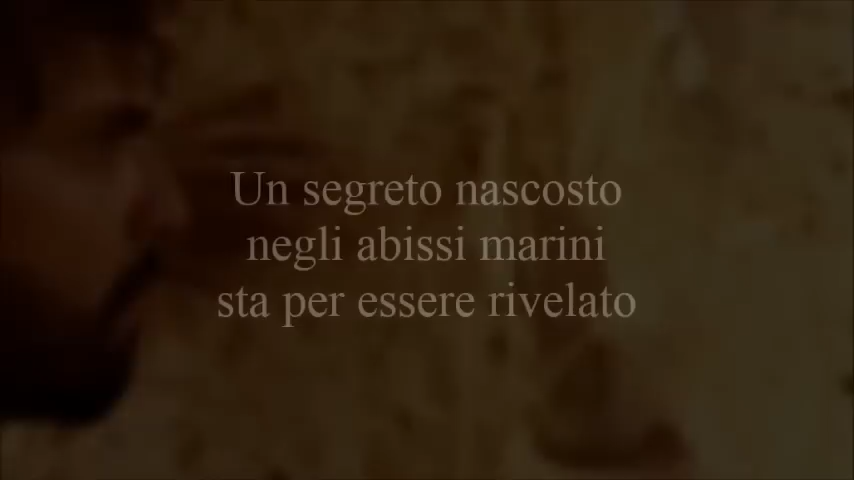 Un segreto nascosto
negli abissi marini
sta per essere rivelato